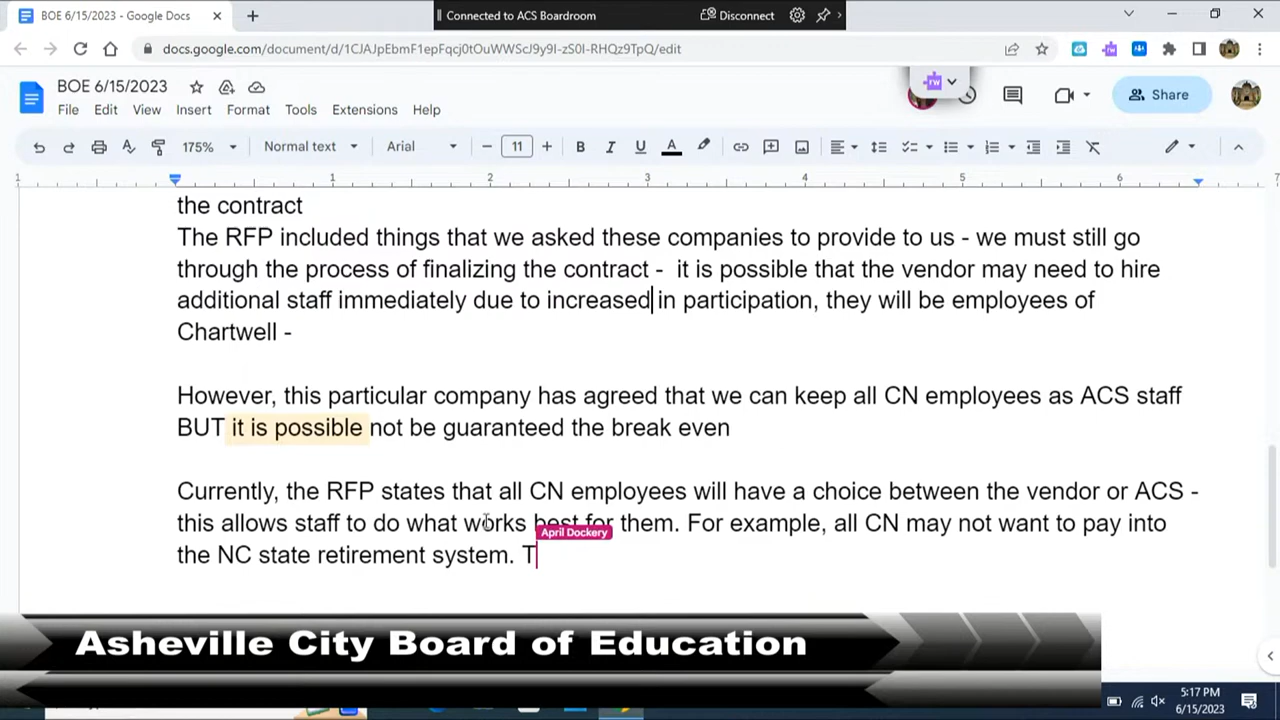 BOE 6/15/2023 - Google Docs
Connected to ACS Boardroom
Disconnect
docs.google.com/document/d/1CJAJpEbmF1epFqcj0tOuWWScJ9y9I-zS0I-RHQz9TpQ/edit
BOE 6/15/2023
Share
File Edit View Insert Format Tools Extensions Help
175% Normal text Arial 11
1 1 2 3 4 5 6 7
the contract
The RFP included things that we asked these companies to provide to us - we must still go
through the process of finalizing the contract - it is possible that the vendor may need to hire
additional staff immediately due to increased in participation, they will be employees of
Chartwell -
However, this particular company has agreed that we can keep all CN employees as ACS staff
BUT it is possible not be guaranteed the break even
Currently, the RFP states that all CN employees will have a choice between the vendor or ACS -
this allows staff to do what works best for them. For example, all CN may not want to pay into
April Dockery
the NC state retirement system. T
Asheville City Board of Education
5:17 PM
6/15/2023